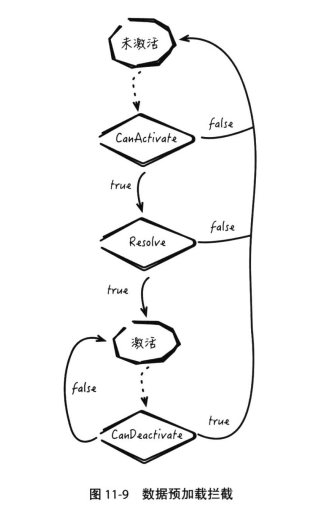 未激活
CanActivate
false
true
Resolve
false
true
激活
false
CanDeactivate
true
图 11-9 数据预加载拦截